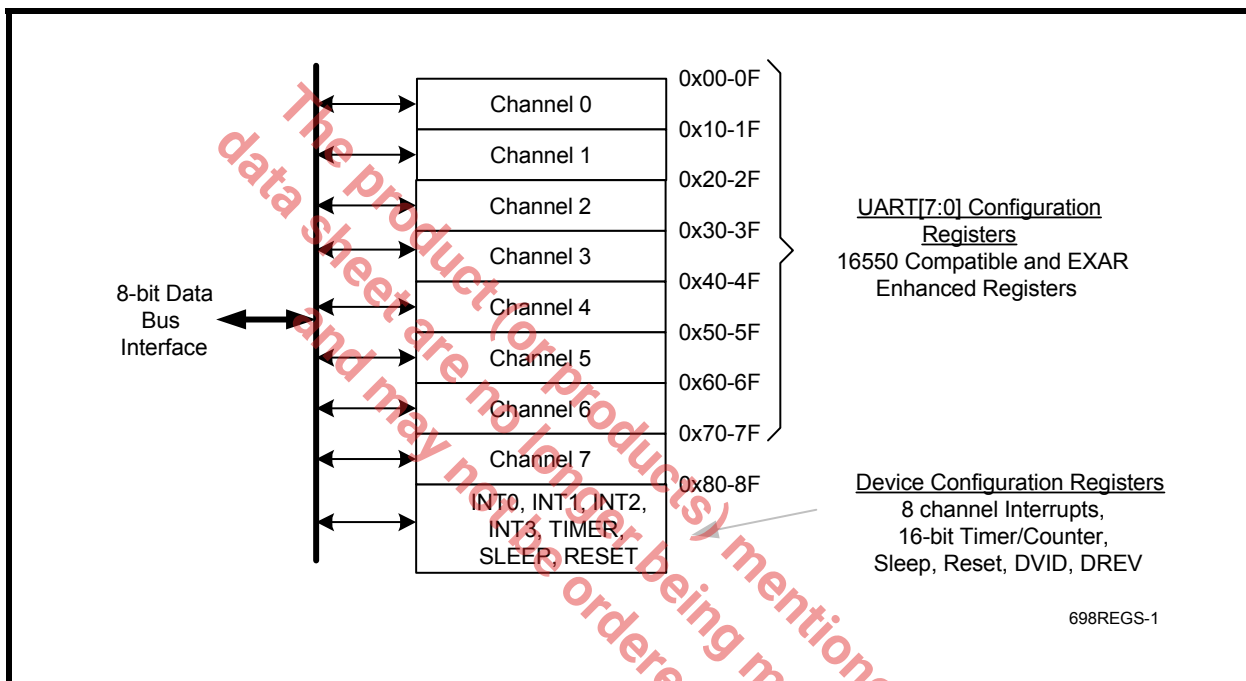 0x00-0F
Channel 0
0x10-1F
Channel 1
0x20-2F
Channel 2
0x30-3F
Channel 3
0x40-4F
Channel 4
0x50-5F
Channel 5
0x60-6F
Channel 6
0x70-7F
Channel 7
0x80-8F
INT0, INT1, INT2,
INT3, TIMER,
SLEEP, RESET
8-bit Data
Bus
Interface
UART[7:0] Configuration
Registers
16550 Compatible and EXAR
Enhanced Registers
Device Configuration Registers
8 channel Interrupts,
16-bit Timer/Counter,
Sleep, Reset, DVID, DREV
698REGS-1
The product (or products) mentione
data sheet are no longer being m
and may not be ordere